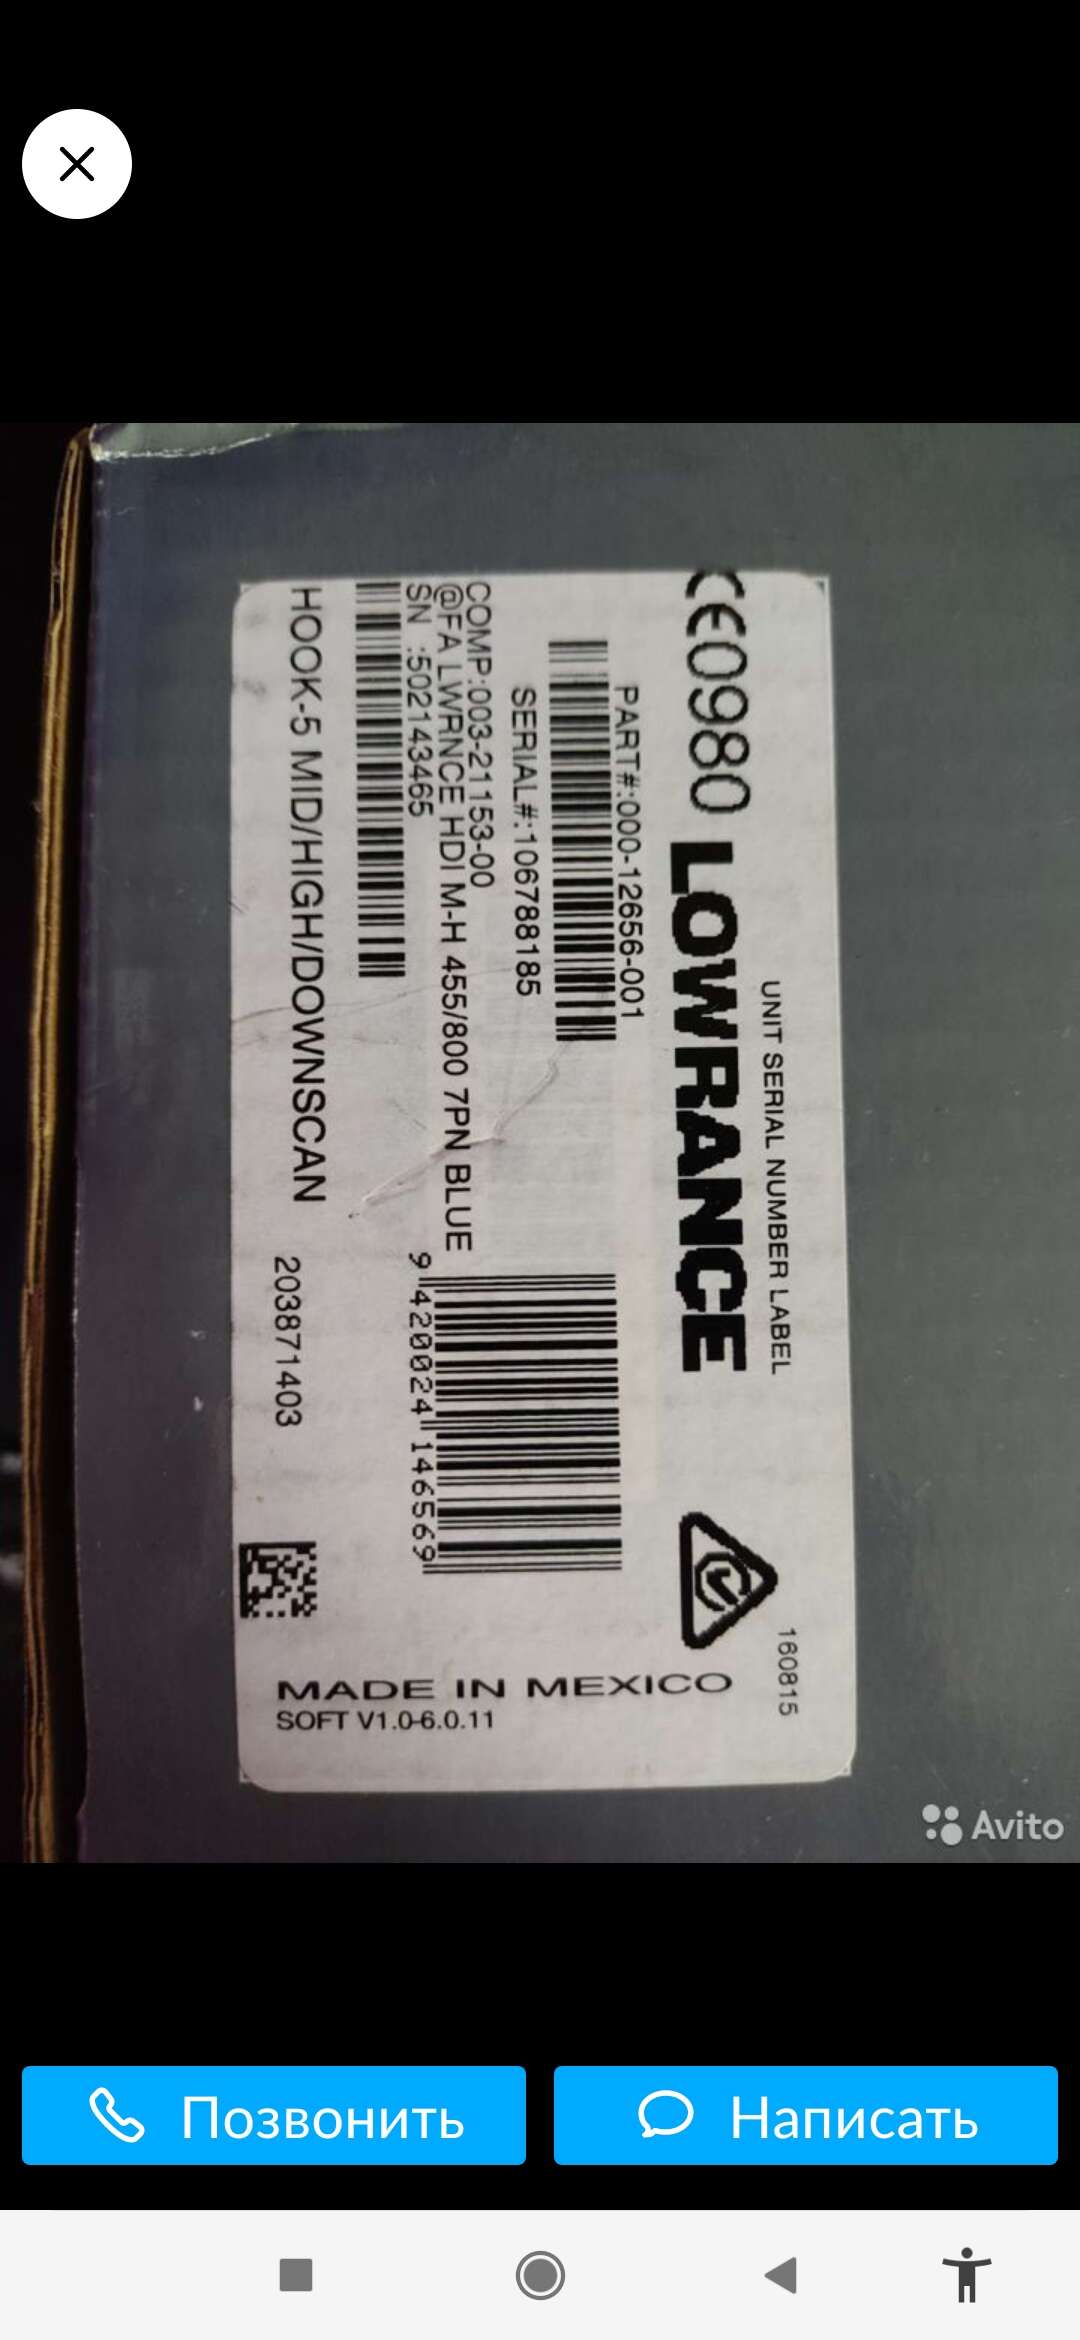 UNIT SERIAL NUMBER LABEL
160815
CE0980 LOWRANCE
PART#:000-12656-001
SERIAL#:106788185
COMP:003-21153-00
@FA LWRNCE HDI M-H 455/800 7PN BLUE
SN :502143465
9 420024 146569
HOOK-5 MID/HIGH/DOWNSCAN
203871403
MADE IN MEXICO
SOFT V1.0-6.0.11
Avito
Позвонить
Написать